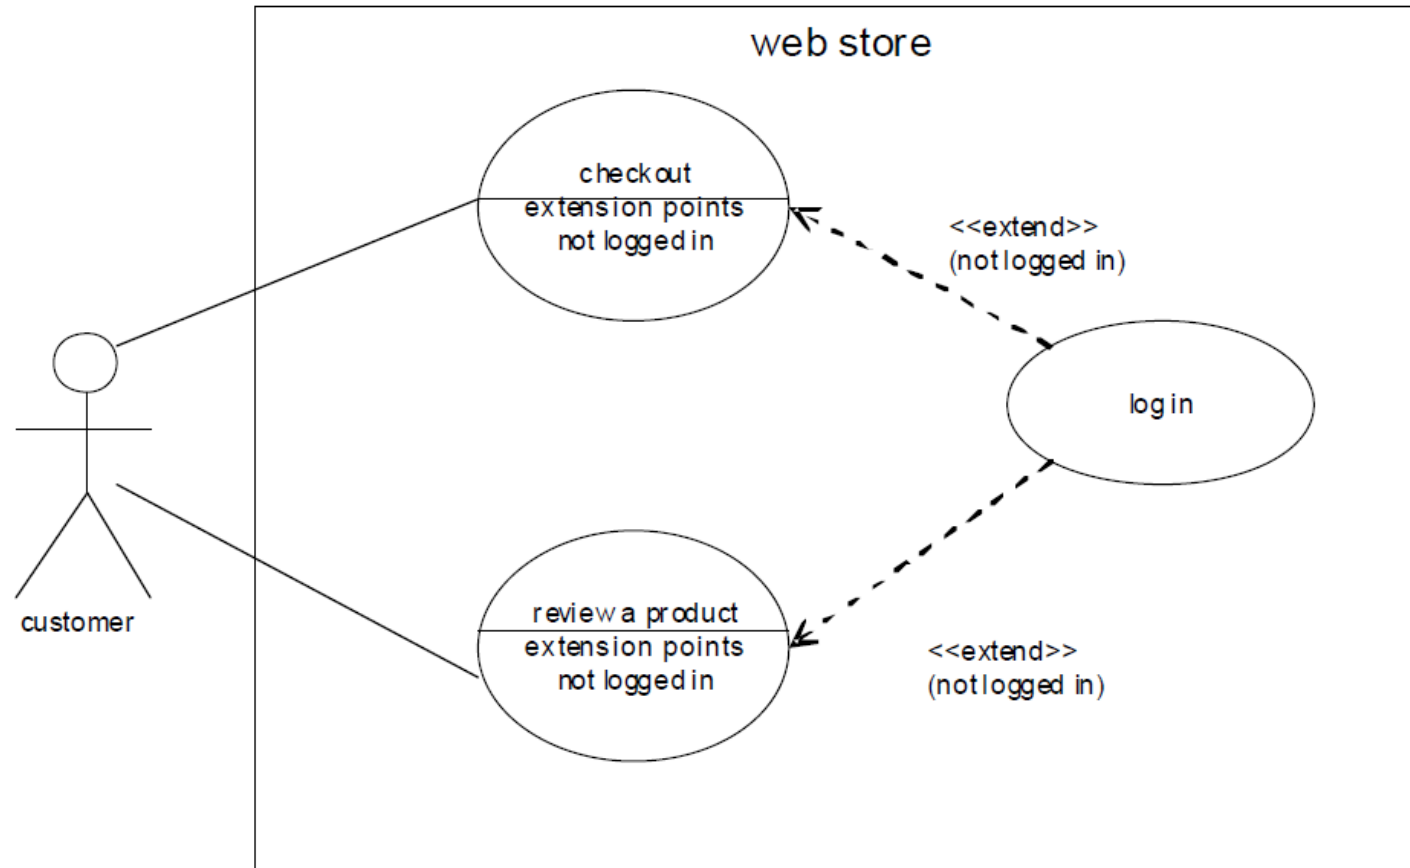 web store
checkout
extension points
not logged in
<<extend>>
(not logged in)
log in
customer
review a product
extension points
not logged in
<<extend>>
(not logged in)